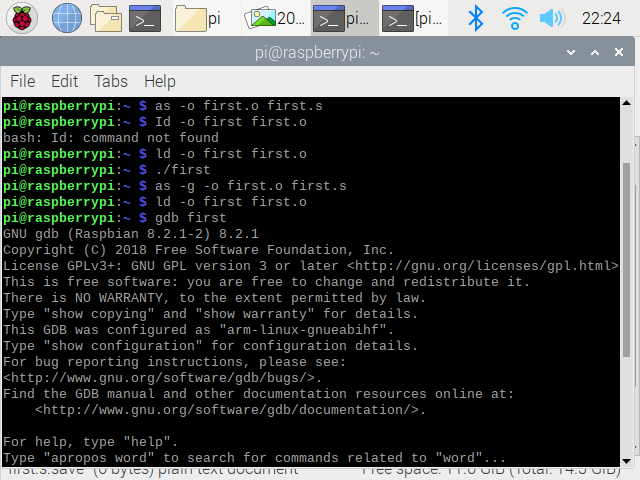 pi
20...
pi...
[pi...
22:24
pi@raspberrypi: ~
File Edit Tabs Help
pi@raspberrypi:~ $ as -o first.o first.s
pi@raspberrypi:~ $ Id -o first first.o
bash: Id: command not found
pi@raspberrypi:~ $ ld -o first first.o
pi@raspberrypi:~ $ ./first
pi@raspberrypi:~ $ as -g -o first.o first.s
pi@raspberrypi:~ $ ld -o first first.o
pi@raspberrypi:~ $ gdb first
GNU gdb (Raspbian 8.2.1-2) 8.2.1
Copyright (C) 2018 Free Software Foundation, Inc.
License GPLv3+: GNU GPL version 3 or later <http://gnu.org/licenses/gpl.html>
This is free software: you are free to change and redistribute it.
There is NO WARRANTY, to the extent permitted by law.
Type "show copying" and "show warranty" for details.
This GDB was configured as "arm-linux-gnueabihf".
Type "show configuration" for configuration details.
For bug reporting instructions, please see:
<http://www.gnu.org/software/gdb/bugs/>.
Find the GDB manual and other documentation resources online at:
    <http://www.gnu.org/software/gdb/documentation/>.
For help, type "help".
Type "apropos word" to search for commands related to "word"...
first.s.save" (0 bytes) plain text document Free space: 11.0 GiB (Total: 14.3 GiB)